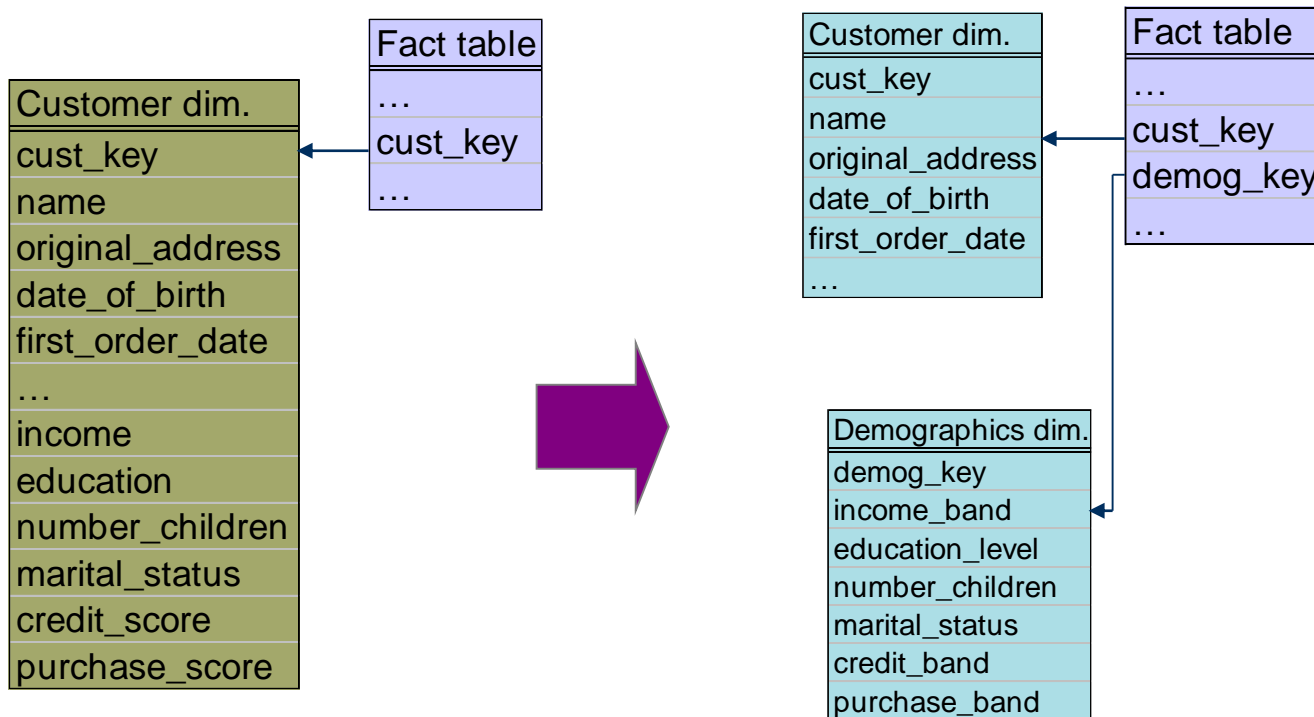 Customer dim.
cust_key
name
original_address
date_of_birth
first_order_date
…
income
education
number_children
marital_status
credit_score
purchase_score
Fact table
…
cust_key
…
Customer dim.
cust_key
name
original_address
date_of_birth
first_order_date
…
Fact table
…
cust_key
demog_key
…
Demographics dim.
demog_key
income_band
education_level
number_children
marital_status
credit_band
purchase_band